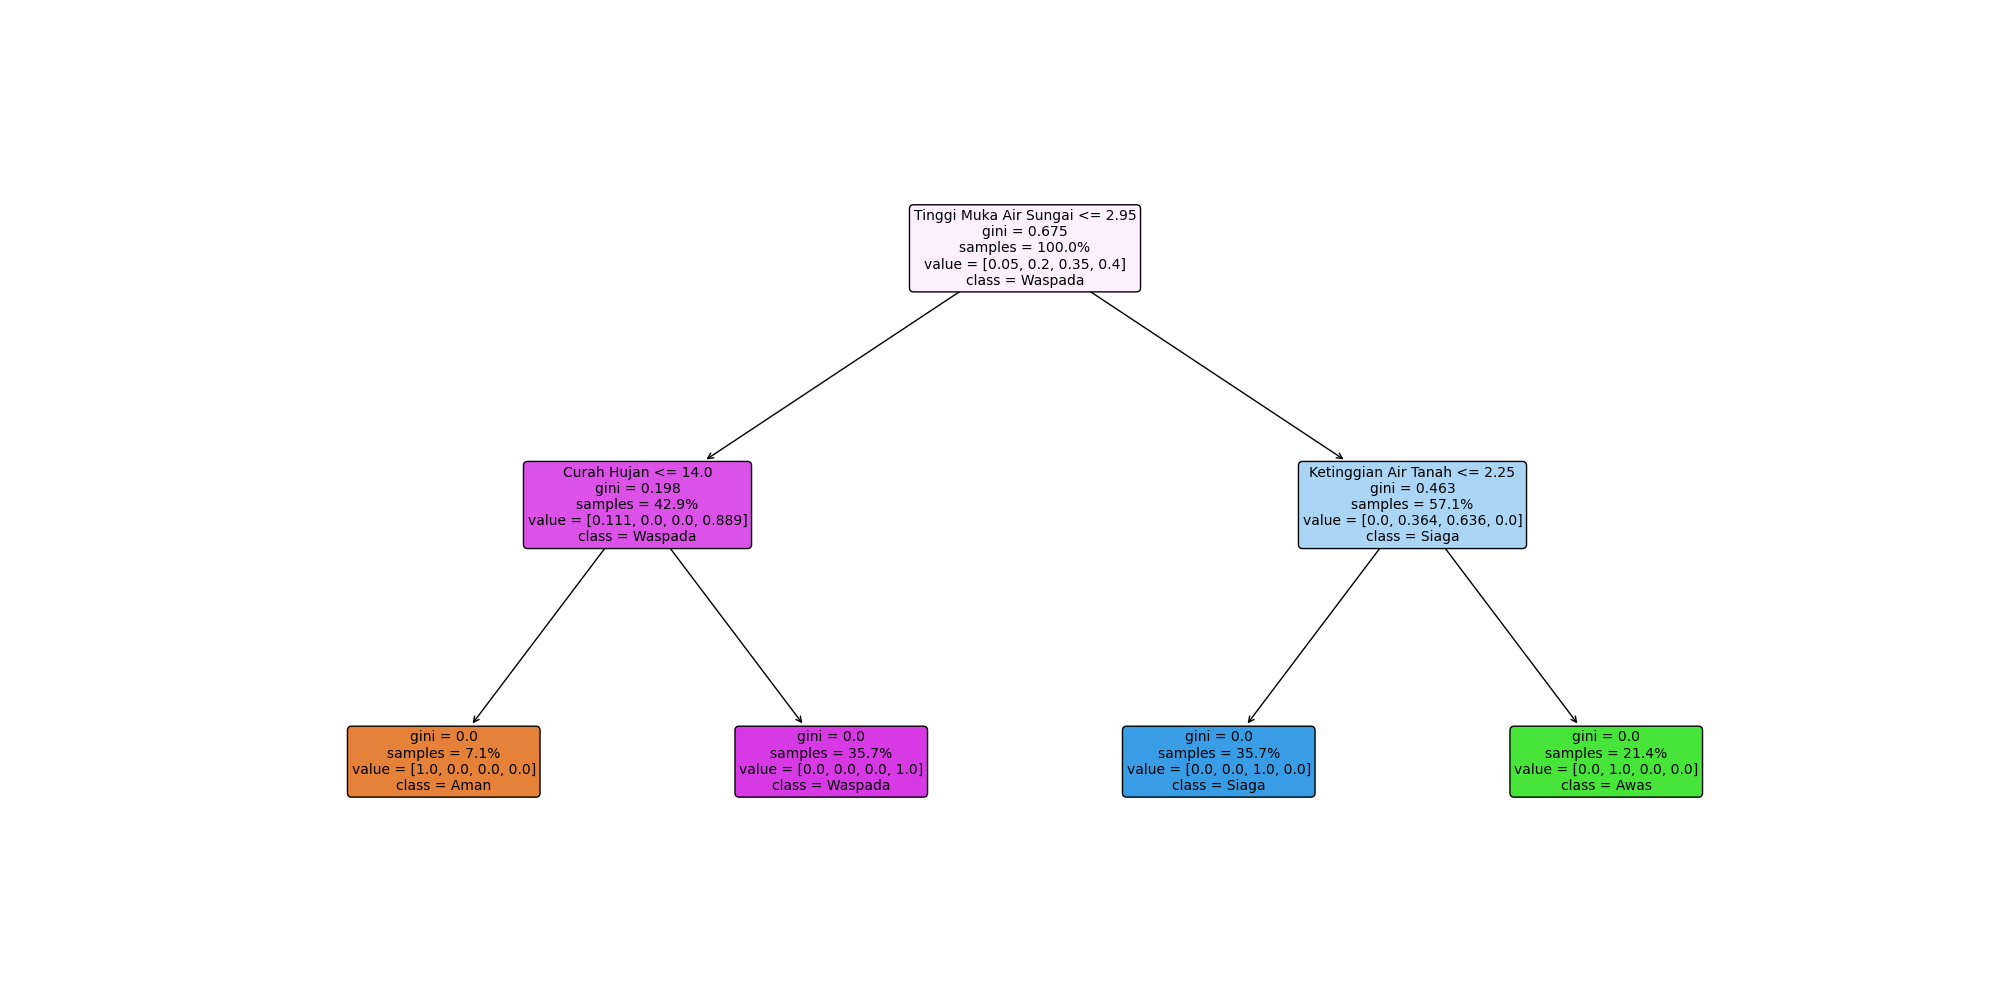 Tinggi Muka Air Sungai <= 2.95
gini = 0.675
samples = 100.0%
value = [0.05, 0.2, 0.35, 0.4]
class = Waspada
Curah Hujan <= 14.0
gini = 0.198
samples = 42.9%
value = [0.111, 0.0, 0.0, 0.889]
class = Waspada
Ketinggian Air Tanah <= 2.25
gini = 0.463
samples = 57.1%
value = [0.0, 0.364, 0.636, 0.0]
class = Siaga
gini = 0.0
samples = 7.1%
value = [1.0, 0.0, 0.0, 0.0]
class = Aman
gini = 0.0
samples = 35.7%
value = [0.0, 0.0, 0.0, 1.0]
class = Waspada
gini = 0.0
samples = 35.7%
value = [0.0, 0.0, 1.0, 0.0]
class = Siaga
gini = 0.0
samples = 21.4%
value = [0.0, 1.0, 0.0, 0.0]
class = Awas